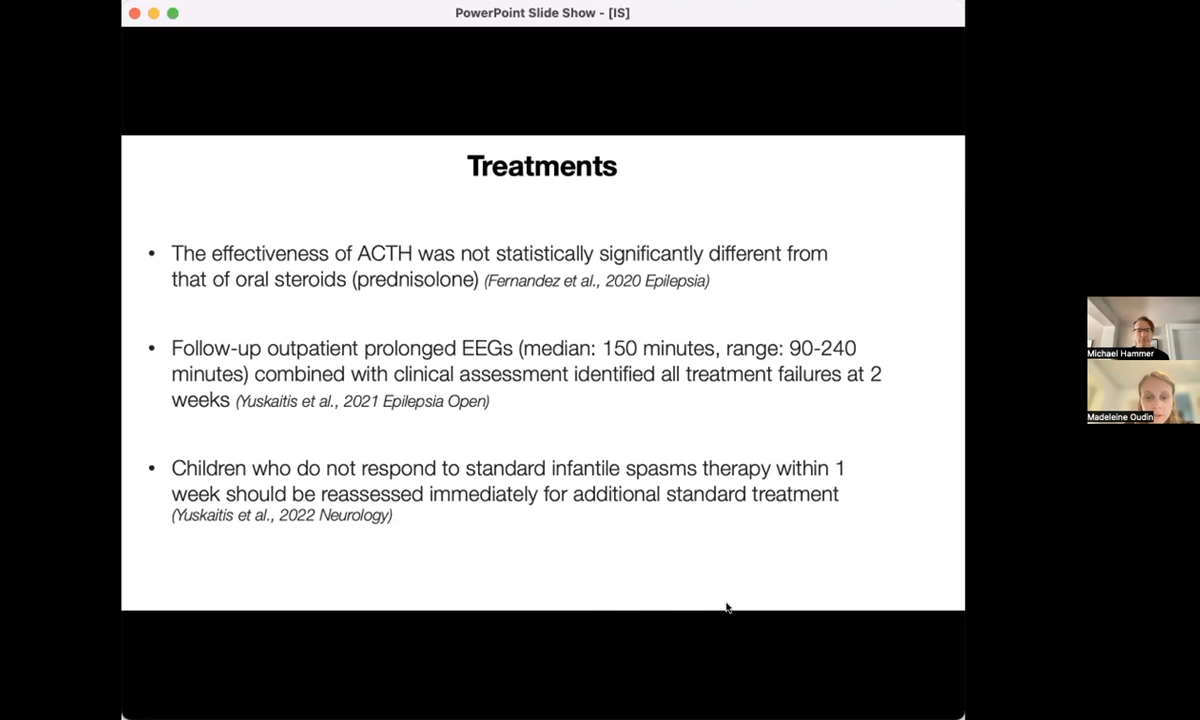 PowerPoint Slide Show - [IS]
Treatments
• The effectiveness of ACTH was not statistically significantly different from
that of oral steroids (prednisolone) (Fernandez et al., 2020 Epilepsia)
• Follow-up outpatient prolonged EEGs (median: 150 minutes, range: 90-240
minutes) combined with clinical assessment identified all treatment failures at 2
weeks (Yuskaitis et al., 2021 Epilepsia Open)
• Children who do not respond to standard infantile spasms therapy within 1
week should be reassessed immediately for additional standard treatment
(Yuskaitis et al., 2022 Neurology)
Michael Hammer
Madeleine Oudin